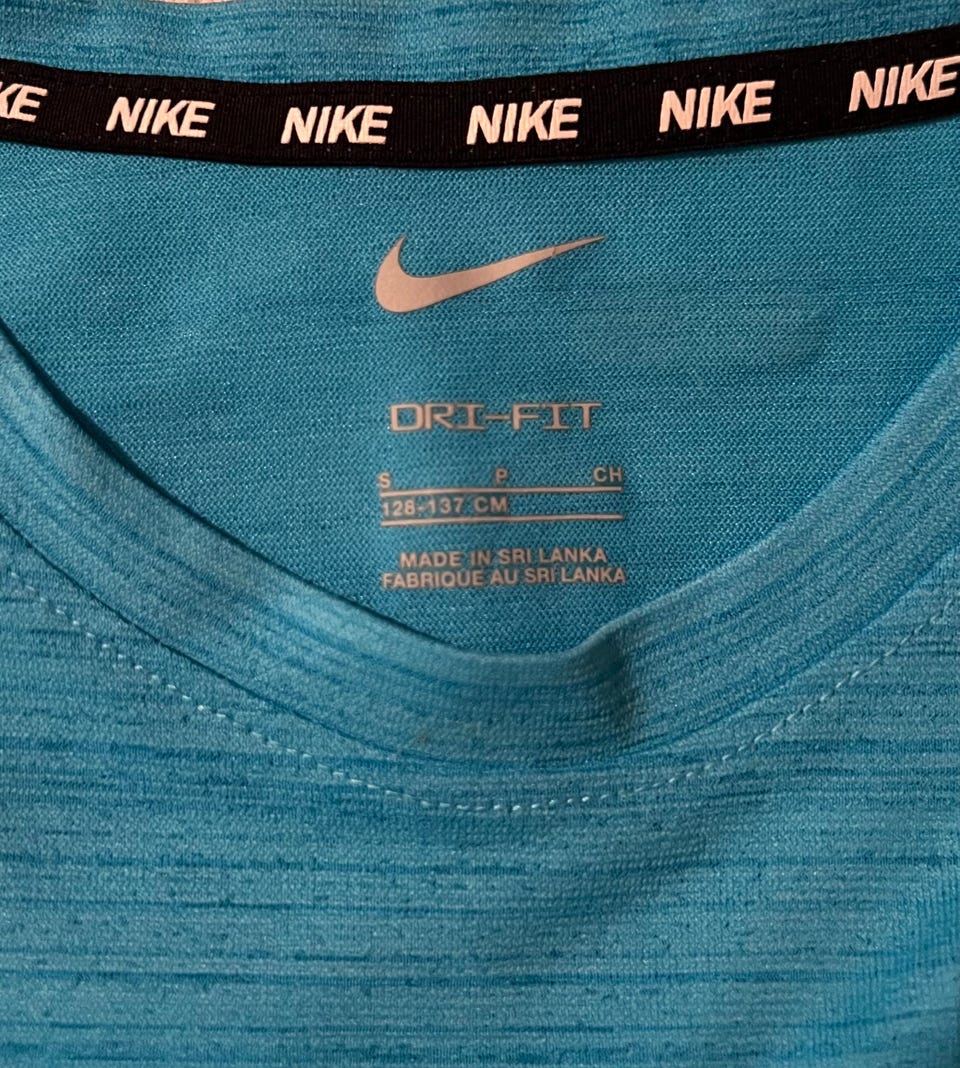 KE NIKE NIKE NIKE NIKE NIKE
DRI-FIT
S P CH
128-137 CM
MADE IN SRI LANKA
FABRIQUÉ AU SRI LANKA